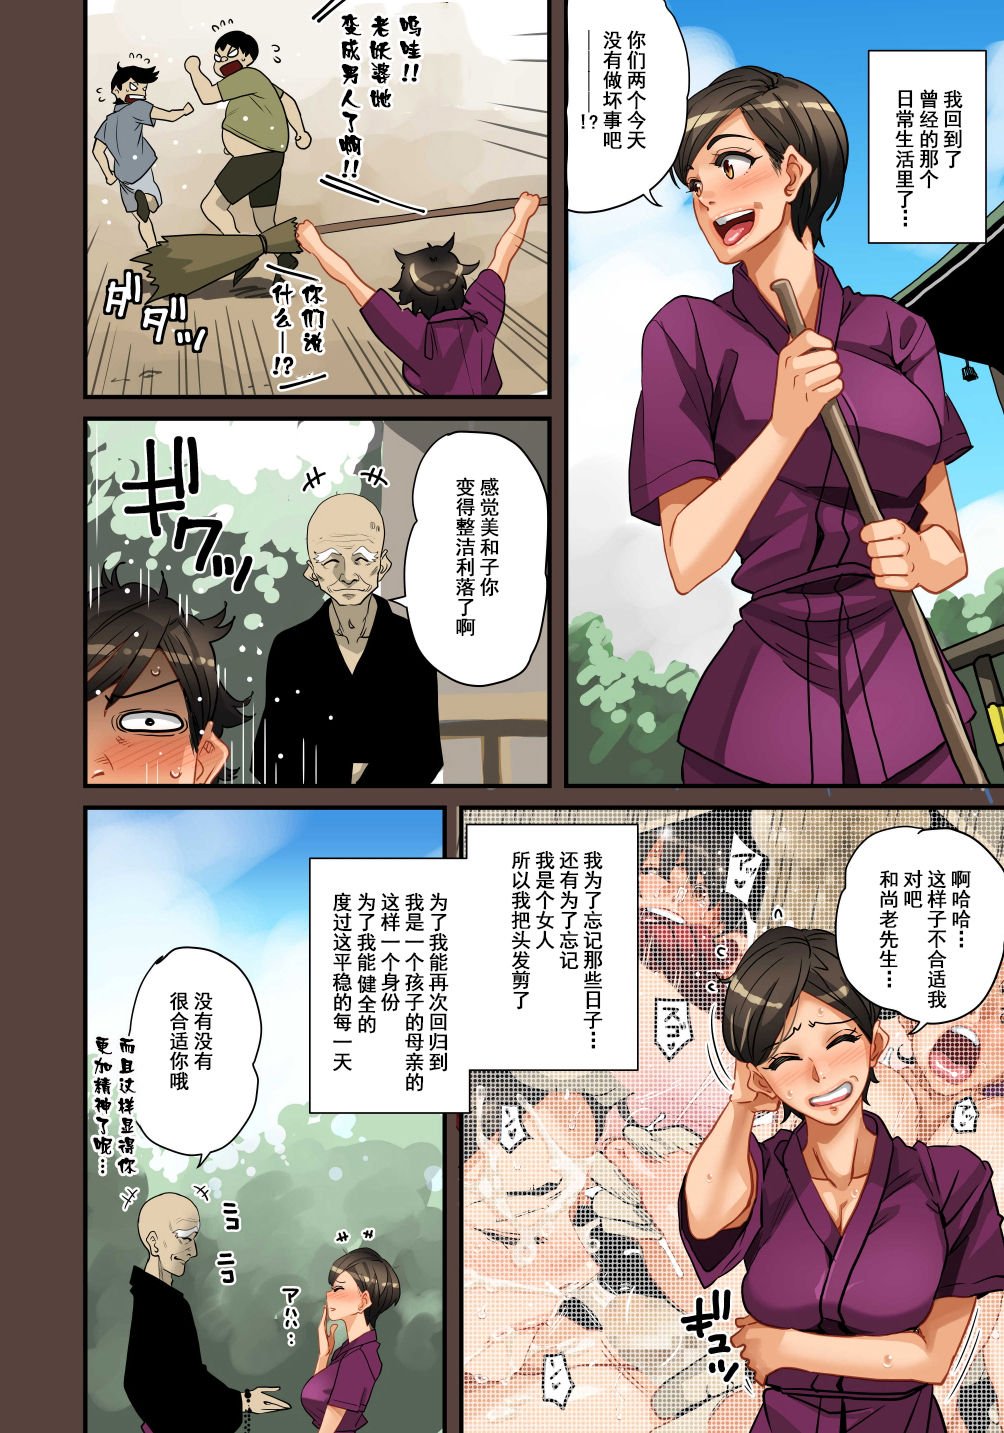 我回到了
曾经的那个
日常生活里了…
你们两个今天
没有做坏事吧
———!?
呜哇!!
老妖婆她
变成男人了啊!!
你们说
什么—!?
ダダダッ
感觉美和子你
变得整洁利落了啊
ギクッ
啊哈哈…
这样子不合适我
对吧
和尚老先生…
我为了忘记那些日子…
还有为了忘记
我是个女人
所以我把头发剪了
ギュッ
为了我能再次回归到
我是一个孩子的母亲的
这样一个身份
为了我能健全的
度过这平稳的每一天
没有没有
很合适你哦
而且这样显得你
更加精神了呢…
ニコ
ニコ
アハハ…